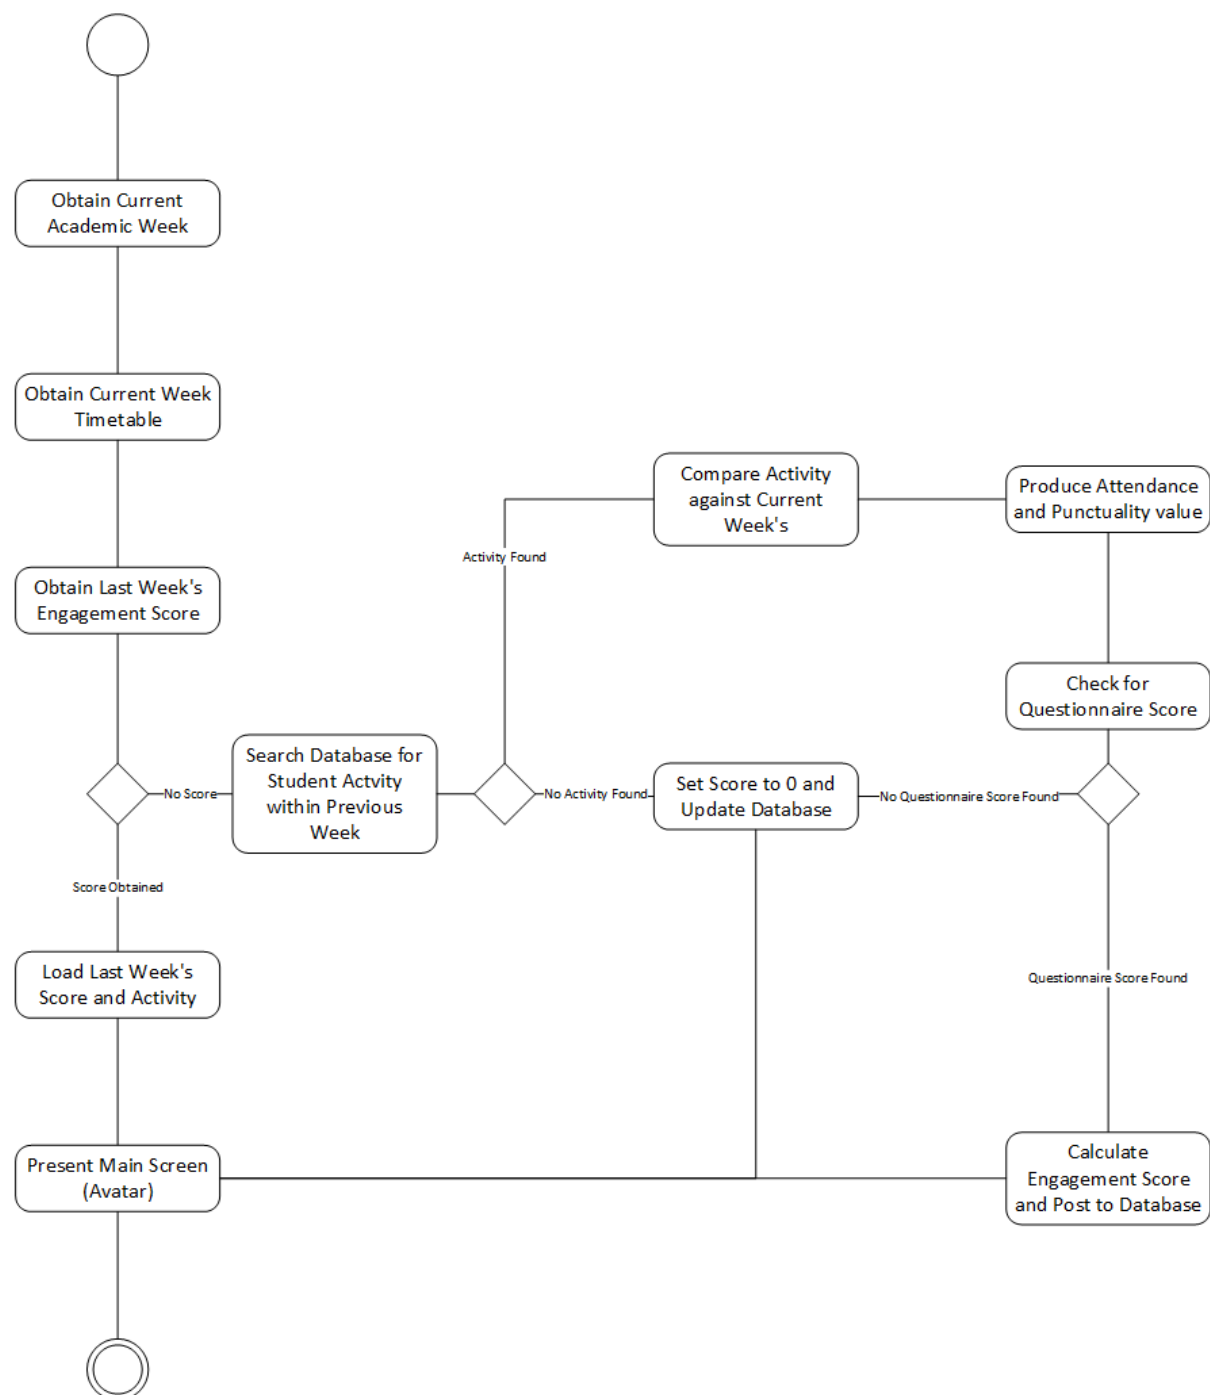 Obtain Current
Academic Week
Obtain Current Week
Timetable
Compare Activity
against Current
Week's
Produce Attendance
and Punctuality value
Activity Found
Obtain Last Week's
Engagement Score
Check for
Questionnaire Score
No Score
Search Database for
Student Actvity
within Previous
Week
No Activity Found
Set Score to 0 and
Update Database
No Questionnaire Score Found
Score Obtained
Load Last Week's
Score and Activity
Questionnaire Score Found
Present Main Screen
(Avatar)
Calculate
Engagement Score
and Post to Database